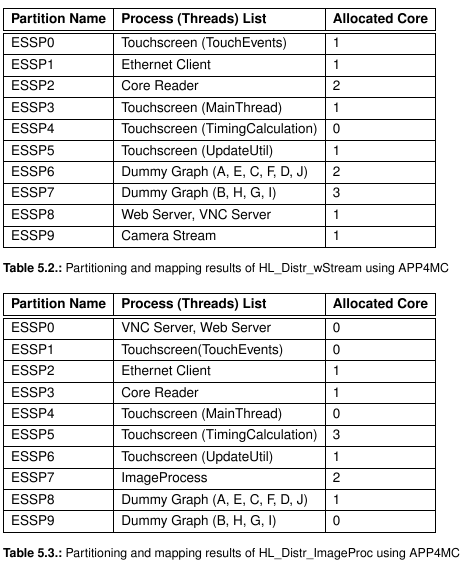 Partition Name Process (Threads) List Allocated Core
ESSP0 Touchscreen (TouchEvents) 1
ESSP1 Ethernet Client 1
ESSP2 Core Reader 2
ESSP3 Touchscreen (MainThread) 1
ESSP4 Touchscreen (TimingCalculation) 0
ESSP5 Touchscreen (UpdateUtil) 1
ESSP6 Dummy Graph (A, E, C, F, D, J) 2
ESSP7 Dummy Graph (B, H, G, I) 3
ESSP8 Web Server, VNC Server 1
ESSP9 Camera Stream 1
Table 5.2.: Partitioning and mapping results of HL_Distr_wStream using APP4MC
Partition Name Process (Threads) List Allocated Core
ESSP0 VNC Server, Web Server 0
ESSP1 Touchscreen(TouchEvents) 0
ESSP2 Ethernet Client 1
ESSP3 Core Reader 1
ESSP4 Touchscreen (MainThread) 0
ESSP5 Touchscreen (TimingCalculation) 3
ESSP6 Touchscreen (UpdateUtil) 1
ESSP7 ImageProcess 2
ESSP8 Dummy Graph (A, E, C, F, D, J) 1
ESSP9 Dummy Graph (B, H, G, I) 0
Table 5.3.: Partitioning and mapping results of HL_Distr_ImageProc using APP4MC